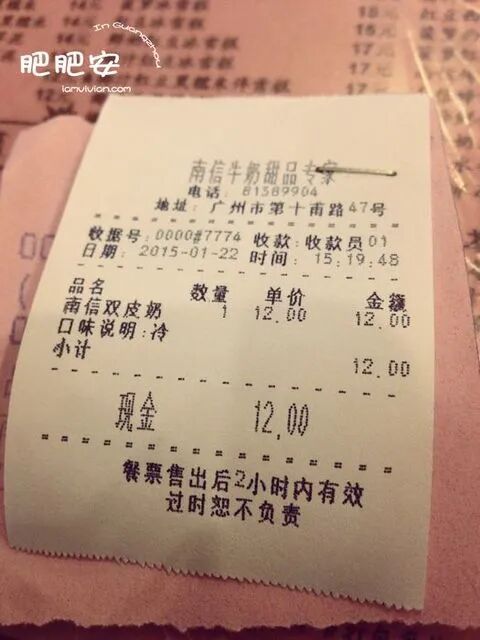 肥肥安
In Guangzhou
iamvivian.com
南信牛奶甜品专家
电话: 81389904
地址: 广州市第十甫路47号
收据号: 0000#7774 收款: 收款员01
日期: 2015-01-22 时间: 15:19:48
品名 数量 单价 金额
南信双皮奶 1 12.00 12.00
口味说明:冷
小计 12.00
现金 12.00
餐票售出后2小时内有效
过时恕不负责